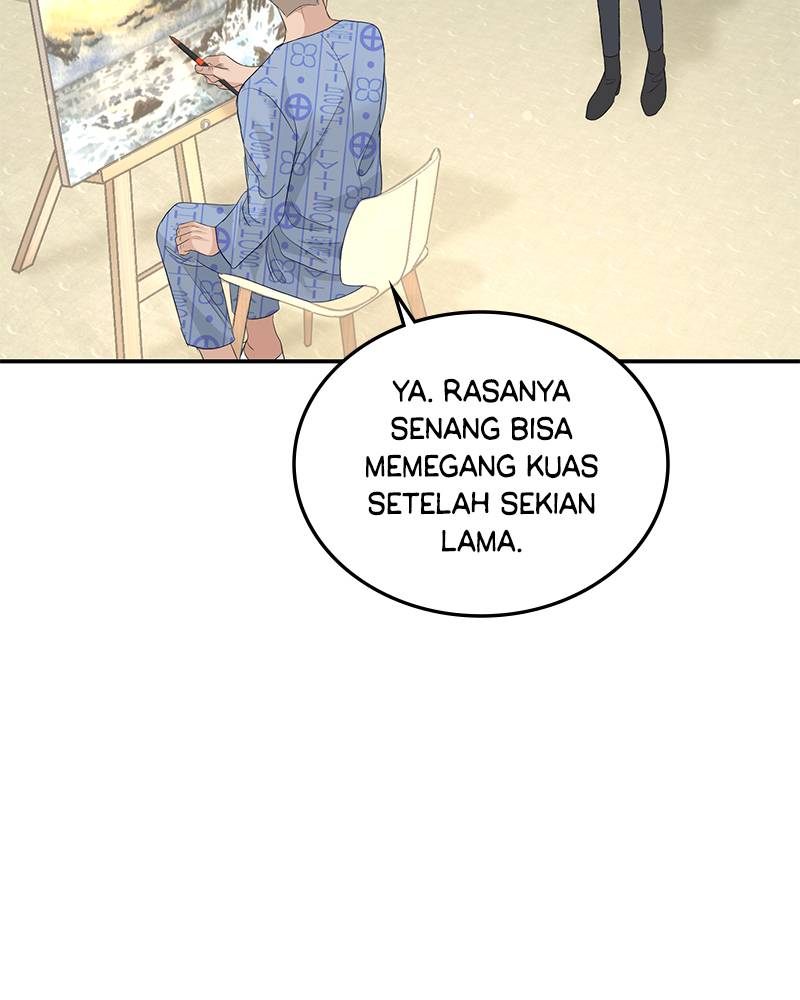 YA. RASANYA
SENANG BISA
MEMEGANG KUAS
SETELAH SEKIAN
LAMA.